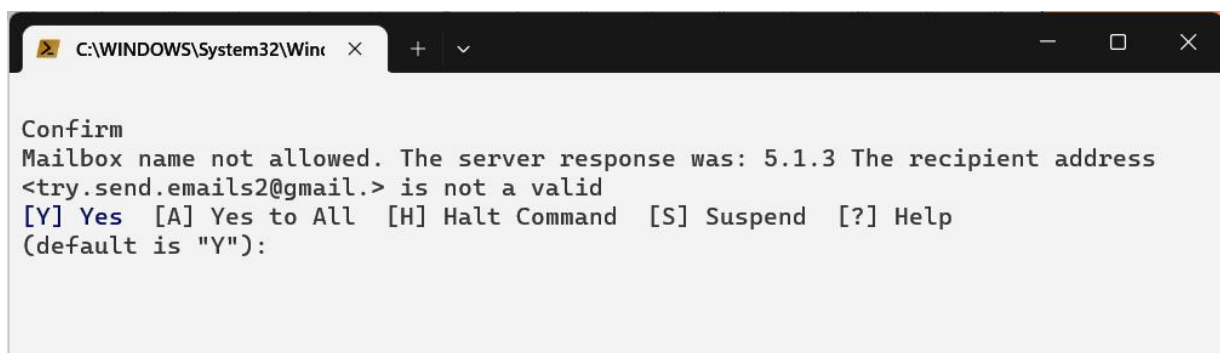 C:\WINDOWS\System32\Wind
Confirm
Mailbox name not allowed. The server response was: 5.1.3 The recipient address
<try.send.emails2@gmail.> is not a valid
[Y] Yes  [A] Yes to All  [H] Halt Command  [S] Suspend  [?] Help
(default is "Y"):